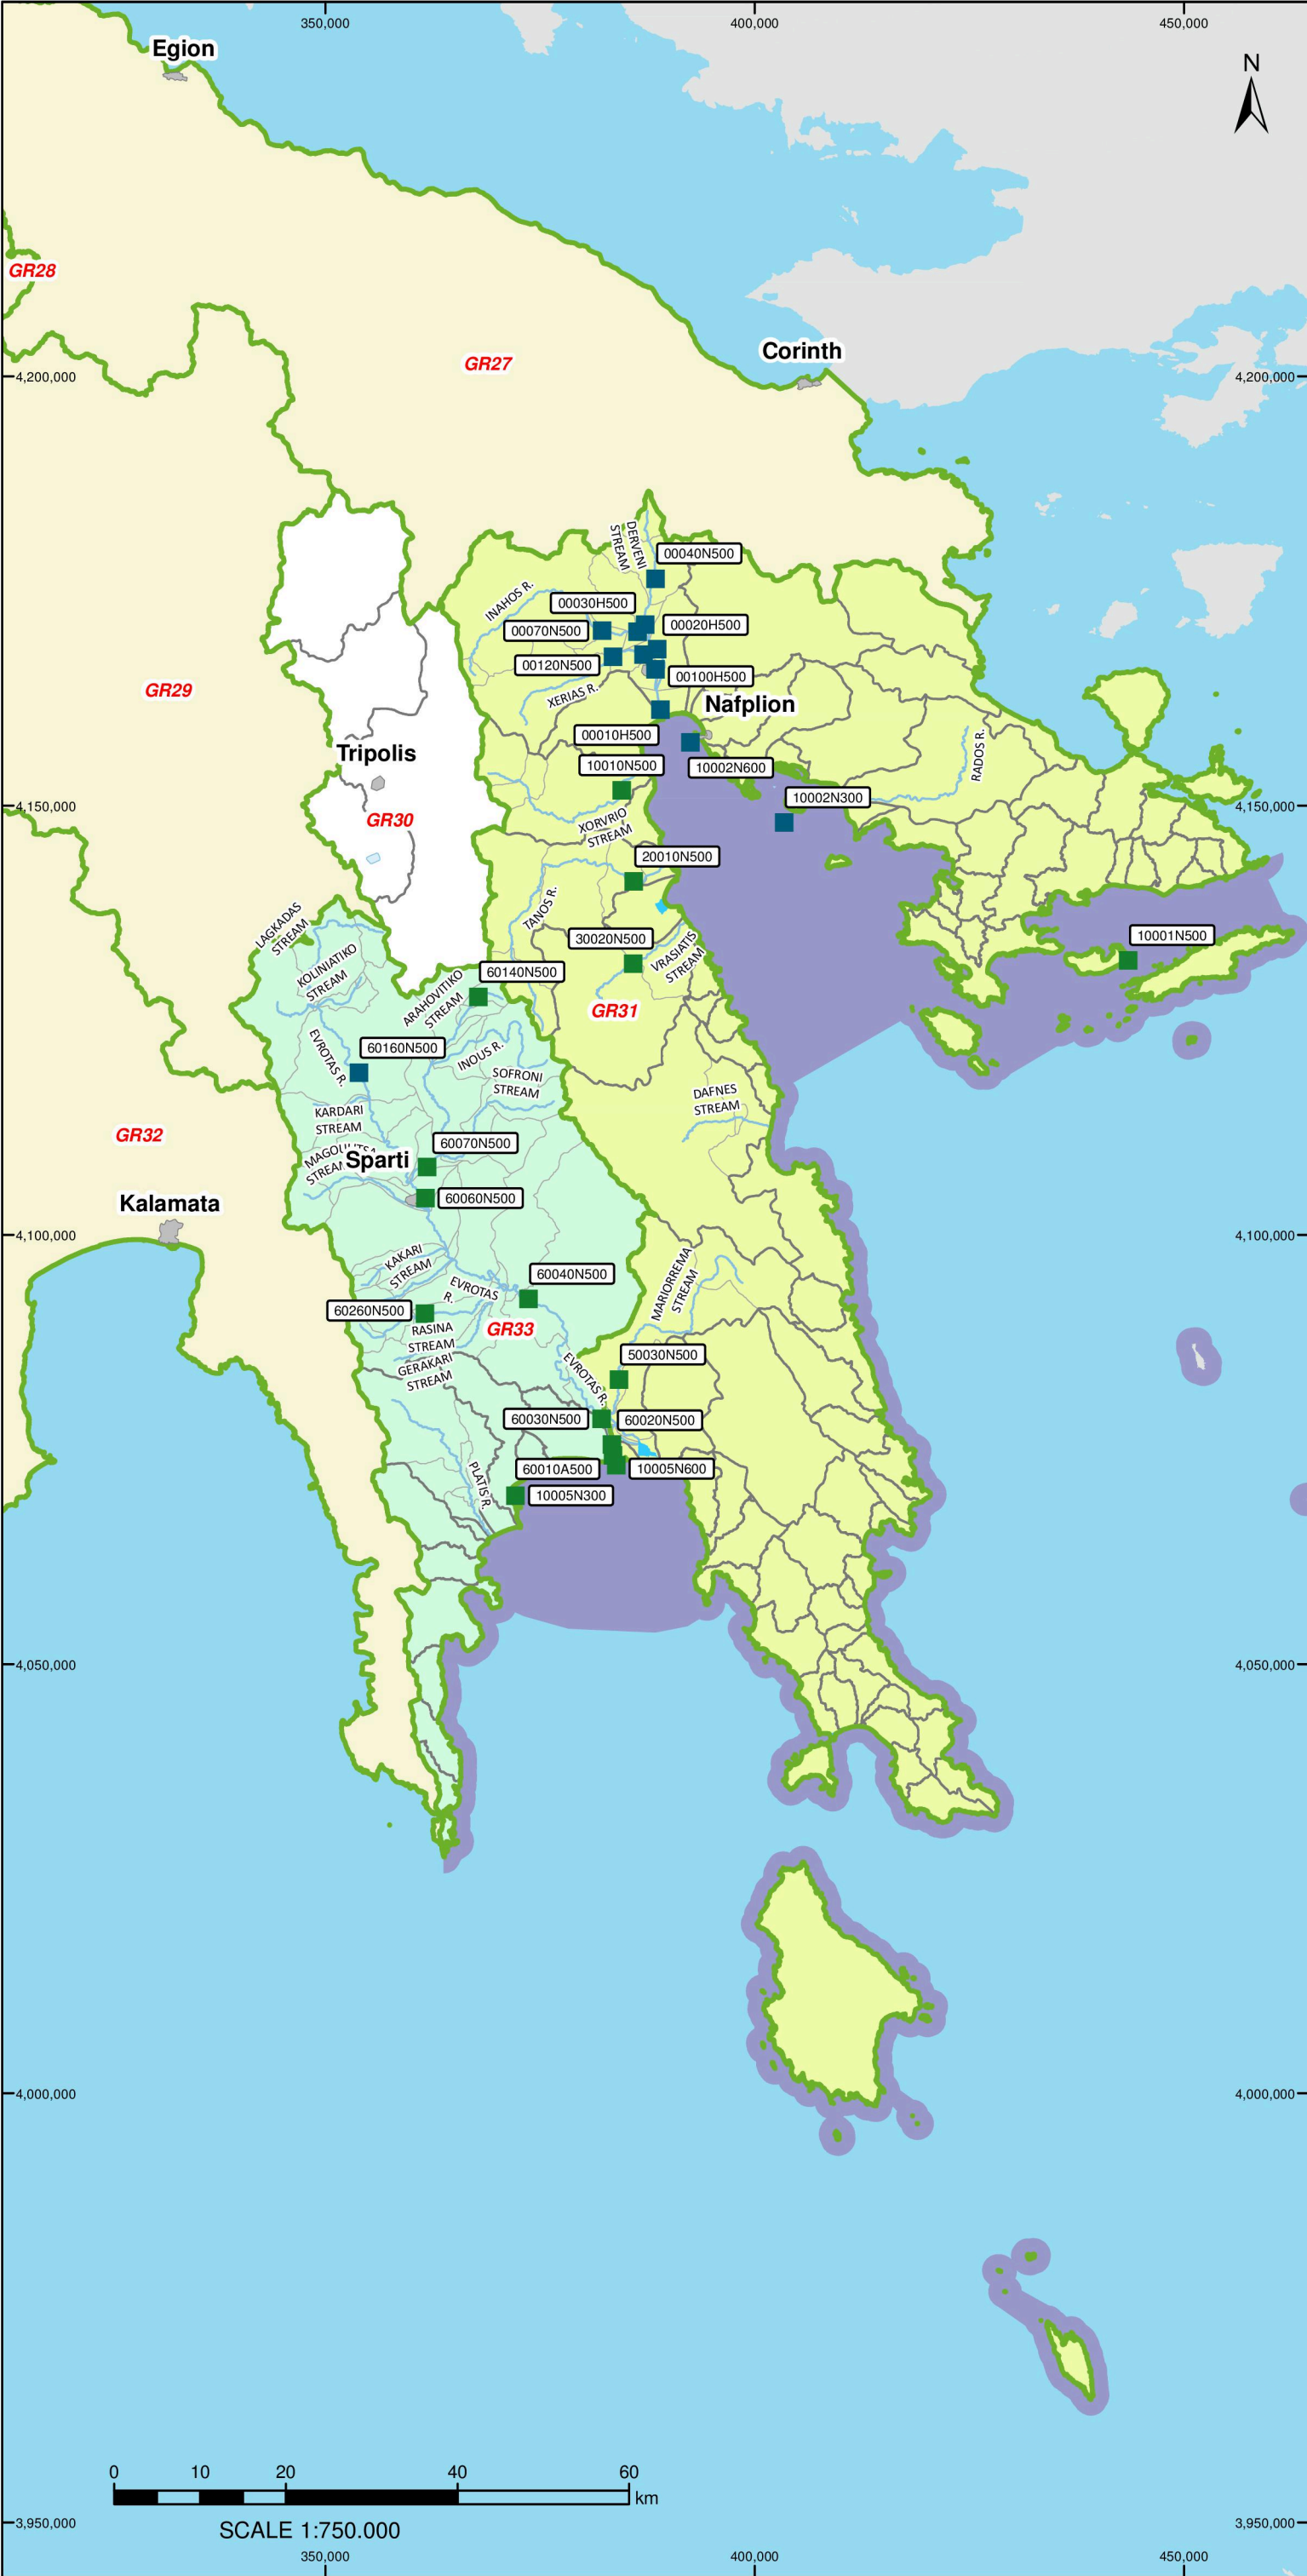 350,000
400,000
450,000
Egion
N
GR28
GR27
Corinth
4,200,000
4,200,000
DERVENI
STREAM
00040N500
INAHOS R.
00030H500
00020H500
00070N500
00120N500
00100H500
XERIAS R.
GR29
Nafplion
00010H500
RADOS R.
Tripolis
10010N500
10002N600
10002N300
4,150,000
4,150,000
GR30
XORVRIO
STREAM
20010N500
TANOS R.
LAGKADAS
STREAM
30020N500
10001N500
VRASIATIS
STREAM
KOLINIATIKO
STREAM
60140N500
ARAHOVITIKO
STREAM
GR31
60160N500
EVROTAS R.
INOUS R.
SOFRONI
STREAM
DAFNES
STREAM
KARDARI
STREAM
GR32
60070N500
MAGOULITSA
STREAM
Sparti
Kalamata
60060N500
4,100,000
4,100,000
KAKARI
STREAM
MARIORREMA
STREAM
60040N500
EVROTAS
R.
60260N500
RASINA
STREAM
GR33
GERAKARI
STREAM
50030N500
EVROTAS R.
60030N500
60020N500
60010A500
10005N600
PLATIS R.
10005N300
4,050,000
4,050,000
4,000,000
4,000,000
0 10 20 40 60
km
SCALE 1:750.000
3,950,000
3,950,000
350,000
400,000
450,000